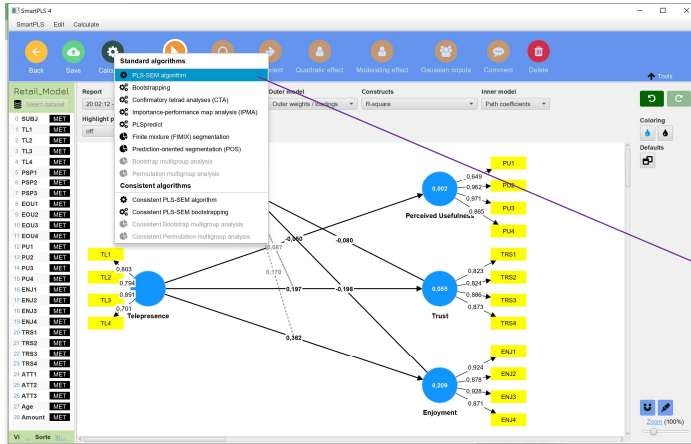 SmartPLS 4
SmartPLS Edit Calculate
Back Save Quadratic effect Moderating effect Gaussian copula Comment Delete
Tools
Standard algorithms
PLS-SEM algorithm
Bootstrapping
Confirmatory tetrad analyses (CTA)
Importance-performance map analysis (IPMA)
PLSpredict
Finite mixture (FIMIX) segmentation
Prediction-oriented segmentation (POS)
Bootstrap multigroup analysis
Permutation multigroup analysis
Consistent algorithms
Consistent PLS-SEM algorithm
Consistent PLS-SEM bootstrapping
Consistent Bootstrap multigroup analysis
Consistent Permutation multigroup analysis
Retail_Model
Select dataset
Report
20:02:12 -
Highlight p
off
Outer model
Outer weights / loadings
Constructs
R-square
Inner model
Path coefficients
Coloring
Defaults
0 SUBJ MET
1 TL1 MET
2 TL2 MET
3 TL3 MET
4 TL4 MET
5 PSP1 MET
6 PSP2 MET
7 PSP3 MET
8 EOU1 MET
9 EOU2 MET
10 EOU3 MET
11 EOU4 MET
12 PU1 MET
13 PU2 MET
14 PU3 MET
15 PU4 MET
16 ENJ1 MET
17 ENJ2 MET
18 ENJ3 MET
19 ENJ4 MET
20 TRS1 MET
21 TRS2 MET
22 TRS3 MET
23 TRS4 MET
24 ATT1 MET
25 ATT2 MET
26 ATT3 MET
27 Age MET
28 Amount MET
Vi ... Sorte
PU1
0,649
0,002
0,962
PU2
0,971
PU3
0,865
Perceived Usefulness
PU4
-0,060
-0,080
0,087
0,170
TL1
0,803
TL2
0,794
0,891
TL3
0,701
TL4
Telepresence
0,197
-0,198
0,362
TRS1
0,823
TRS2
0,824
0,055
0,886
TRS3
0,873
Trust
TRS4
ENJ1
0,924
ENJ2
0,878
0,209
0,928
ENJ3
0,871
Enjoyment
ENJ4
Zoom (100%)